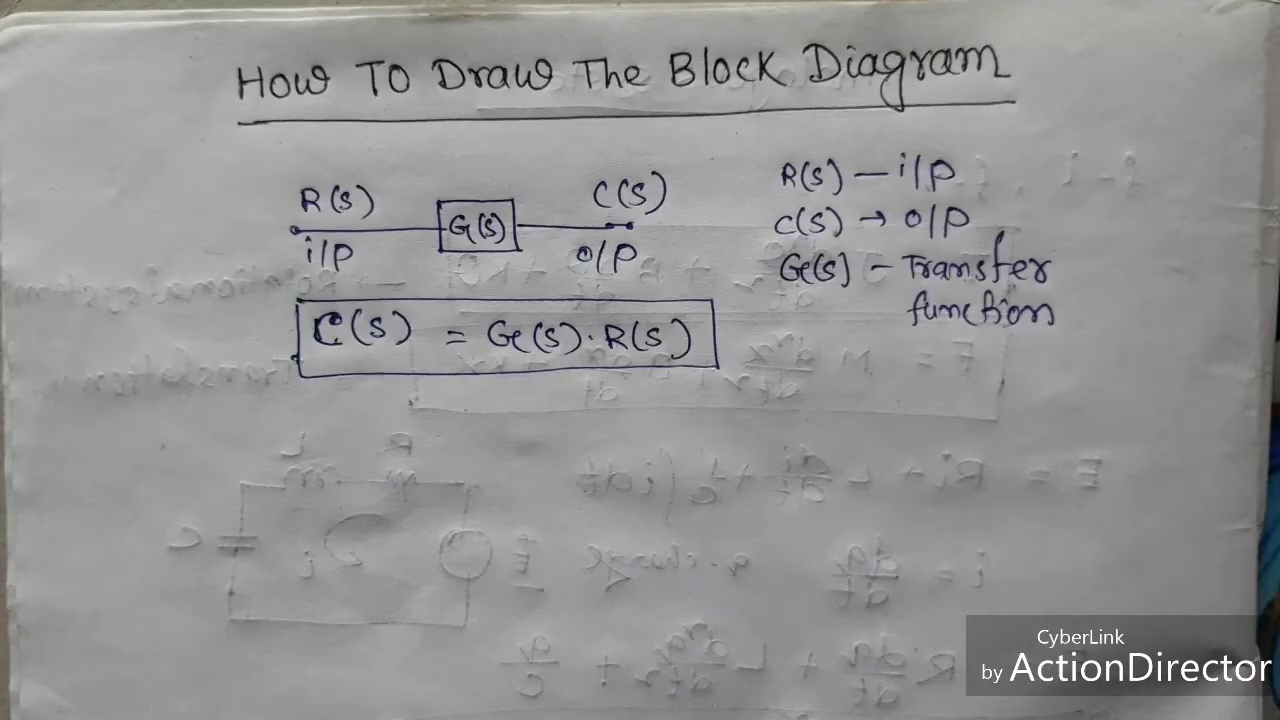 How To Draw The Block Diagram
R(s)
G(s)
C(s)
i/p
o/p
C(s) = G(s).R(s)
R(s) - i/p
C(s) → o/p
G(s) - Transfer
function
CyberLink
by ActionDirector